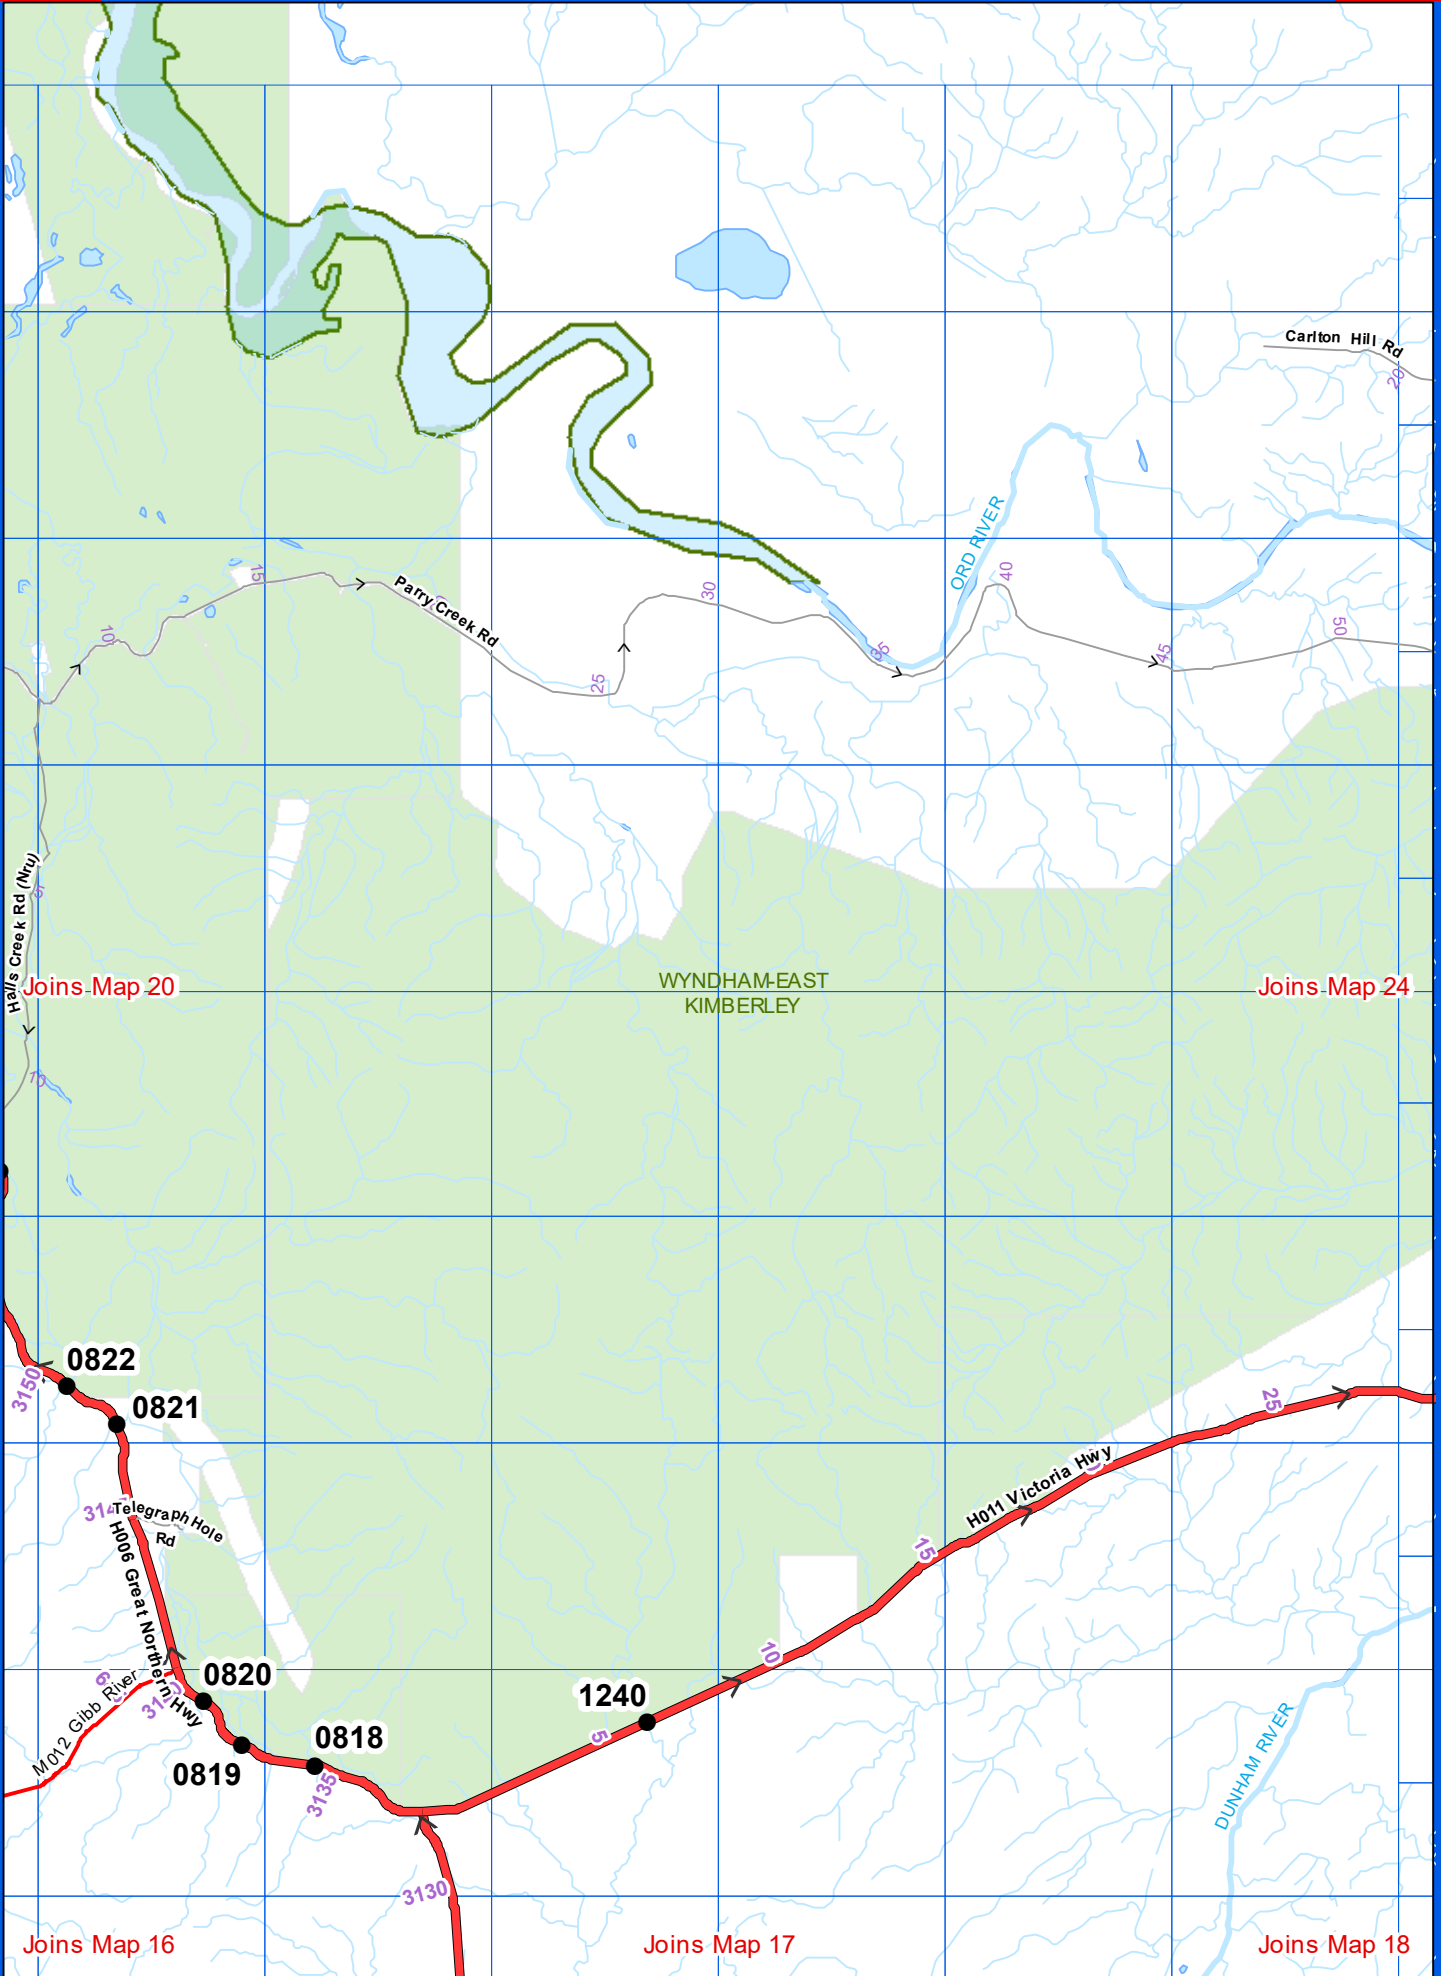 Carlton Hill Rd
20
ORD RIVER
15
40
Parry Creek Rd
30
10
50
35
45
25
Halls Creek Rd (Nru)
5
Joins Map 20
WYNDHAM-EAST
KIMBERLEY
Joins Map 24
10
0822
3150
0821
25
H011 Victoria Hwy
Telegraph Hole
Rd
15
H006 Great Northern Hwy
10
0820
M012 Gibb River
1240
5
0818
0819
3135
DUNHAM RIVER
3130
Joins Map 16
Joins Map 17
Joins Map 18